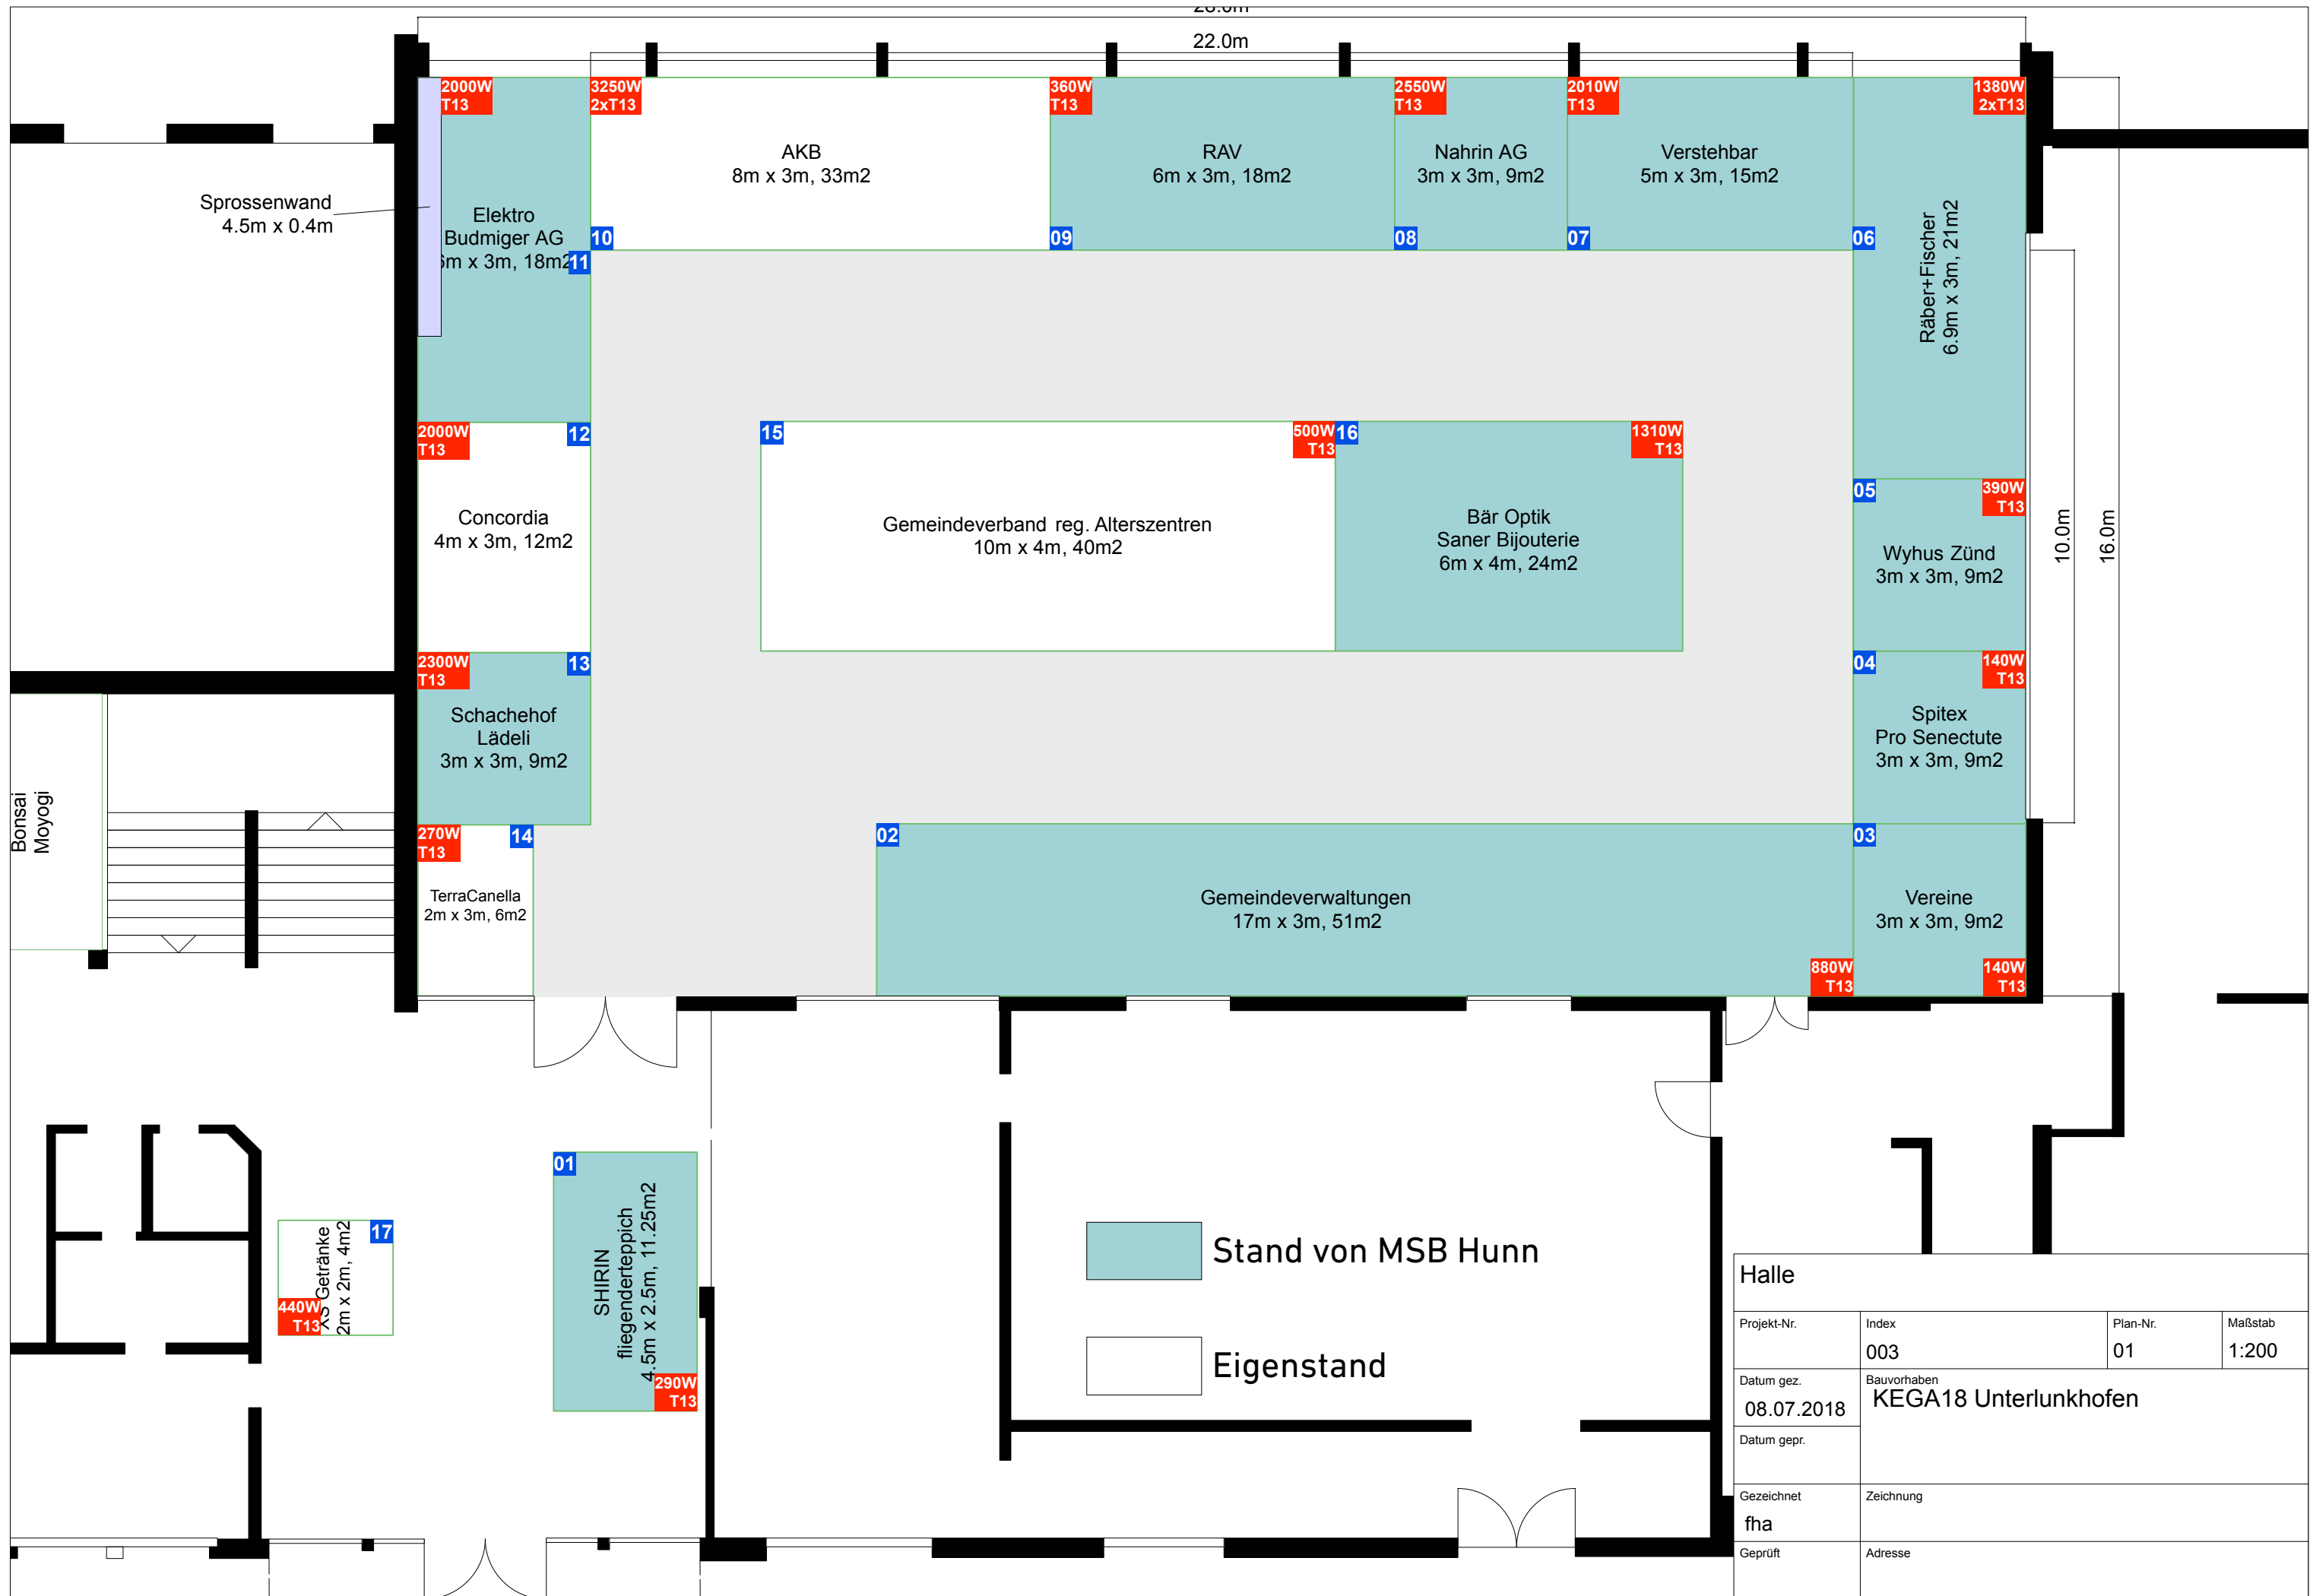 28.0m
22.0m
2000W
T13
3250W
2xT13
360W
T13
2550W
T13
2010W
T13
1380W
2xT13
AKB
8m x 3m, 33m2
RAV
6m x 3m, 18m2
Nahrin AG
3m x 3m, 9m2
Verstehbar
5m x 3m, 15m2
Sprossenwand
4.5m x 0.4m
Elektro
Budmiger AG
6m x 3m, 18m2
11
10
09
08
07
06
Räber+Fischer
6.9m x 3m, 21m2
2000W
T13
12
15
500W
T13
16
1310W
T13
Concordia
4m x 3m, 12m2
Gemeindeverband reg. Alterszentren
10m x 4m, 40m2
Bär Optik
Saner Bijouterie
6m x 4m, 24m2
05
390W
T13
Wyhus Zünd
3m x 3m, 9m2
10.0m
16.0m
2300W
T13
13
Schachehof
Lädeli
3m x 3m, 9m2
04
140W
T13
Spitex
Pro Senectute
3m x 3m, 9m2
Bonsai
Moyogi
270W
T13
14
TerraCanella
2m x 3m, 6m2
02
Gemeindeverwaltungen
17m x 3m, 51m2
880W
T13
03
Vereine
3m x 3m, 9m2
140W
T13
01
SHIRIN
fliegenderteppich
4.5m x 2.5m, 11.25m2
290W
T13
17
XS Getränke
2m x 2m, 4m2
440W
T13
Stand von MSB Hunn
Eigenstand
Halle
Projekt-Nr.
Index
003
Plan-Nr.
01
Maßstab
1:200
Datum gez.
08.07.2018
Bauvorhaben
KEGA18 Unterlunkhofen
Datum gepr.
Gezeichnet
fha
Zeichnung
Geprüft
Adresse